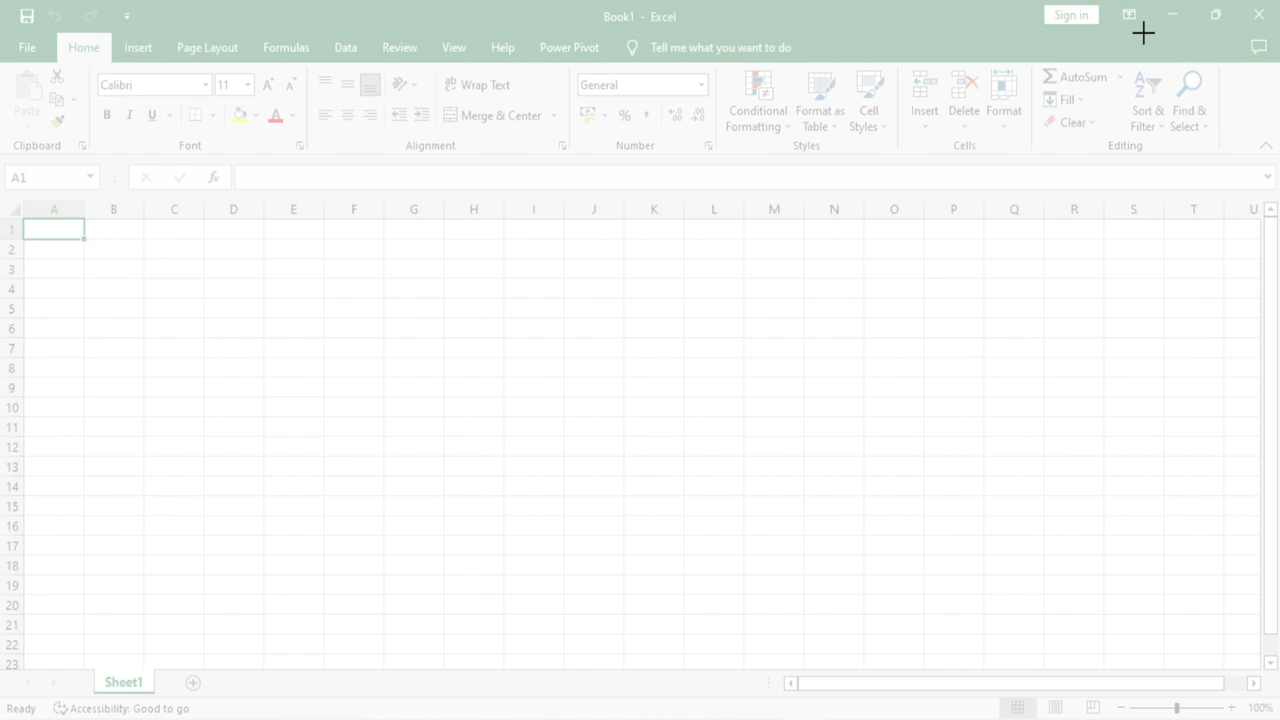 Book1 - Excel
Sign in
File Home Insert Page Layout Formulas Data Review View Help Power Pivot Tell me what you want to do
Paste
Calibri 11
B I U A
Wrap Text
Merge & Center
General
%
Conditional Formatting
Format as Table
Cell Styles
Insert Delete Format
AutoSum
Fill
Clear
Sort & Filter
Find & Select
Clipboard Font Alignment Number Styles Cells Editing
A1 fx
A B C D E F G H I J K L M N O P Q R S T U
1
2
3
4
5
6
7
8
9
10
11
12
13
14
15
16
17
18
19
20
21
22
23
Sheet1
Ready Accessibility: Good to go 100%